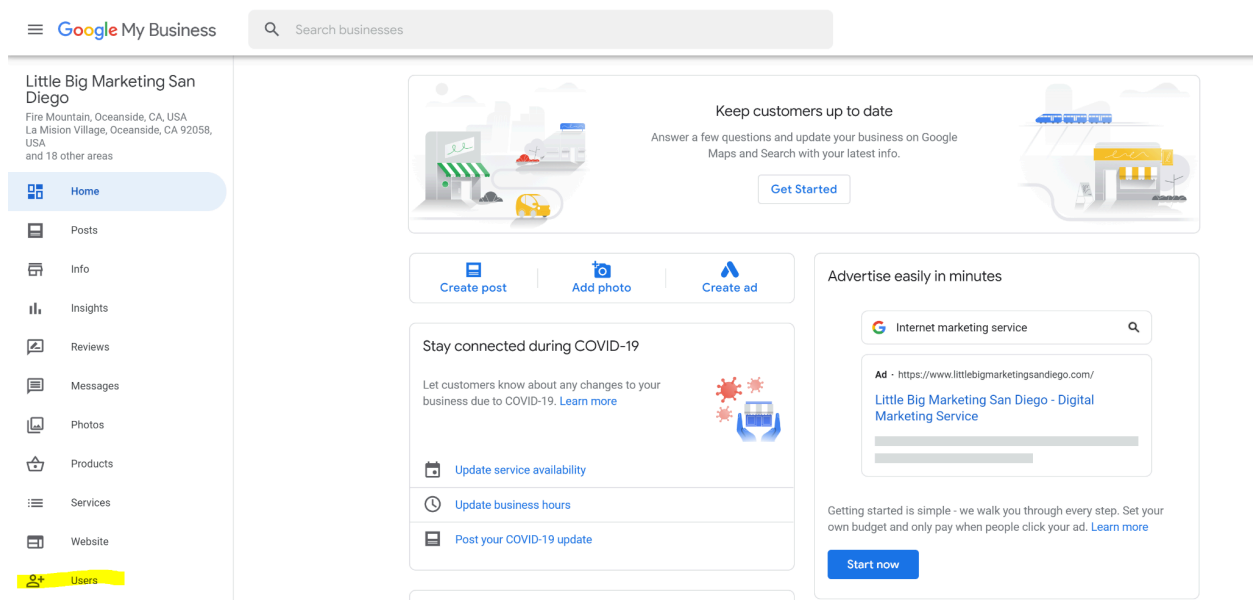 Google My Business
Search businesses
Little Big Marketing San
Diego
Fire Mountain, Oceanside, CA, USA
La Mision Village, Oceanside, CA 92058,
USA
and 18 other areas
Home
Posts
Info
Insights
Reviews
Messages
Photos
Products
Services
Website
Users
Keep customers up to date
Answer a few questions and update your business on Google
Maps and Search with your latest info.
Get Started
Create post
Add photo
Create ad
Stay connected during COVID-19
Let customers know about any changes to your
business due to COVID-19. Learn more
Update service availability
Update business hours
Post your COVID-19 update
Advertise easily in minutes
Internet marketing service
Ad · https://www.littlebigmarketingsandiego.com/
Little Big Marketing San Diego - Digital
Marketing Service
Getting started is simple - we walk you through every step. Set your
own budget and only pay when people click your ad. Learn more
Start now